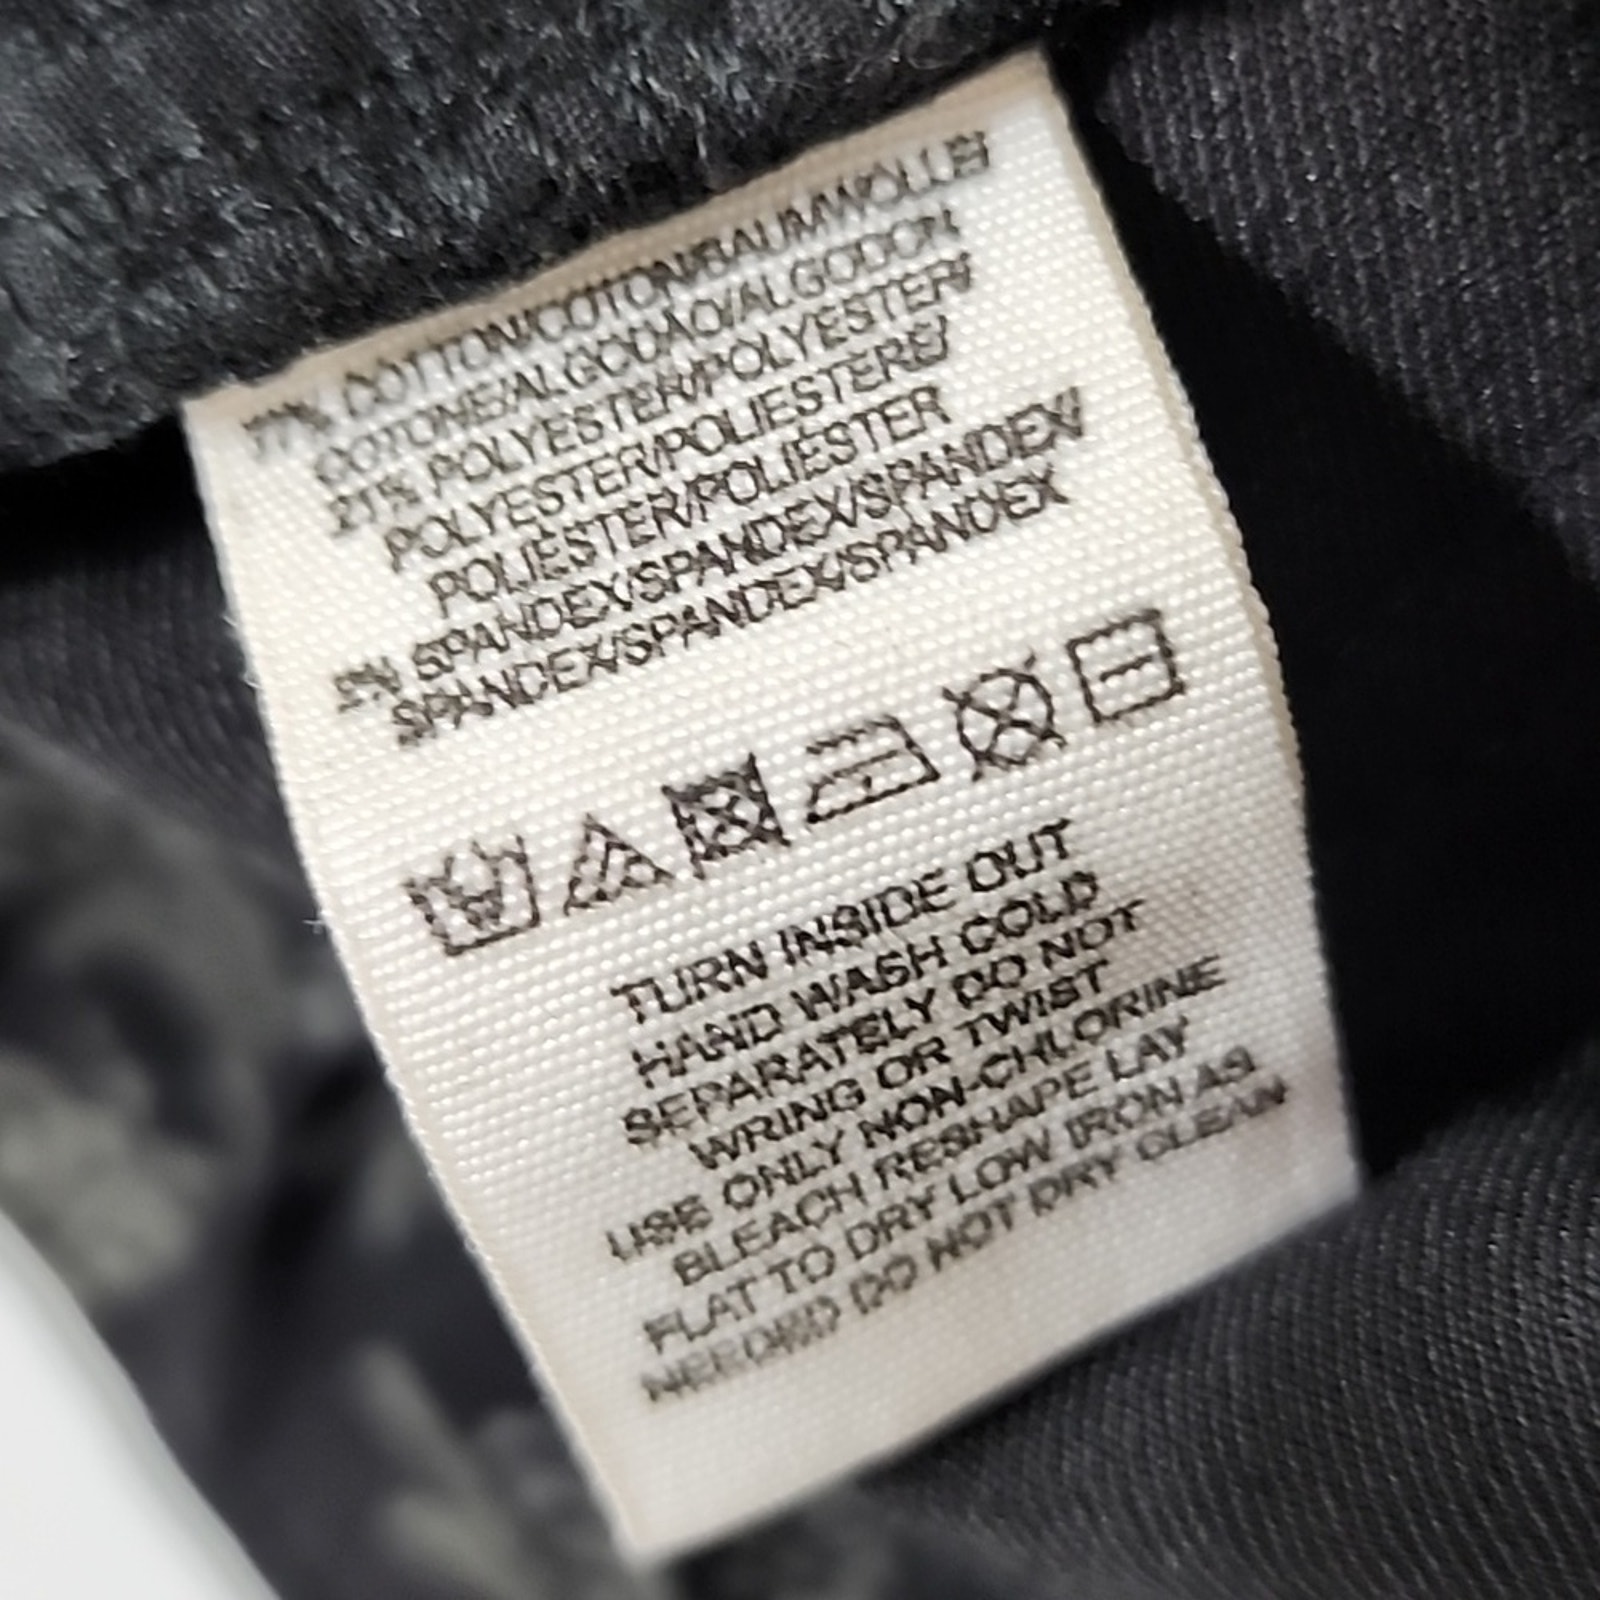 77% COTTON/COTON/BAUMWOLLE/
COTONE/ALGODÃO/ALGODON
21% POLYESTER/POLYESTER/
POLYESTER/POLIESTERE/
POLIÉSTER/POLIÉSTER
2% SPANDEX/SPANDEX/SPANDEX/
SPANDEX/SPANDEX/SPANDEX
TURN INSIDE OUT
HAND WASH COLD
SEPARATELY DO NOT
WRING OR TWIST
USE ONLY NON-CHLORINE
BLEACH RESHAPE LAY
FLAT TO DRY LOW IRON AS
NEEDED DO NOT DRY CLEAN